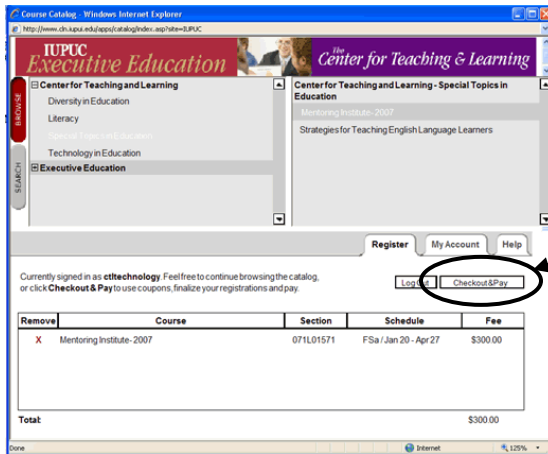 Course Catalog - Windows Internet Explorer
http://www.cln.iupui.edu/apps/catalog/index.asp?site=IUPUC
IUPUC
Executive Education
The
Center for Teaching & Learning
BROWSE
SEARCH
Center for Teaching and Learning
Diversity in Education
Literacy
Special Topics in Education
Technology in Education
Executive Education
Center for Teaching and Learning - Special Topics in
Education
Mentoring Institute- 2007
Strategies for Teaching English Language Learners
Register
My Account
Help
Currently signed in as ctltechnology. Feel free to continue browsing the catalog,
or click Checkout & Pay to use coupons, finalize your registrations and pay.
Log Out
Checkout & Pay
Remove Course Section Schedule Fee
X Mentoring Institute- 2007 071L01571 F Sa / Jan 20 - Apr 27 $300.00
Total: $300.00
Done Internet 125%